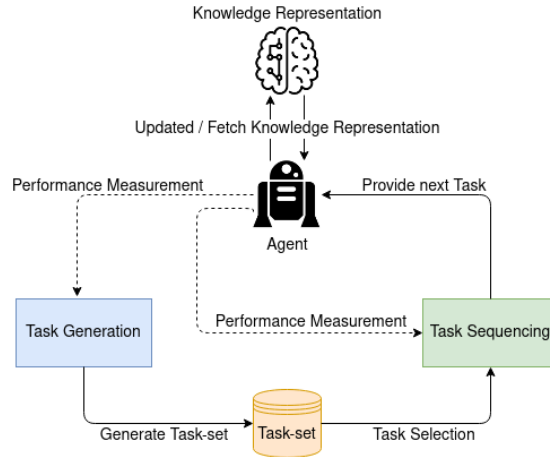 Knowledge Representation
Updated / Fetch Knowledge Representation
Performance Measurement
Provide next Task
Agent
Task Generation
Performance Measurement
Task Sequencing
Generate Task-set
Task-set
Task Selection